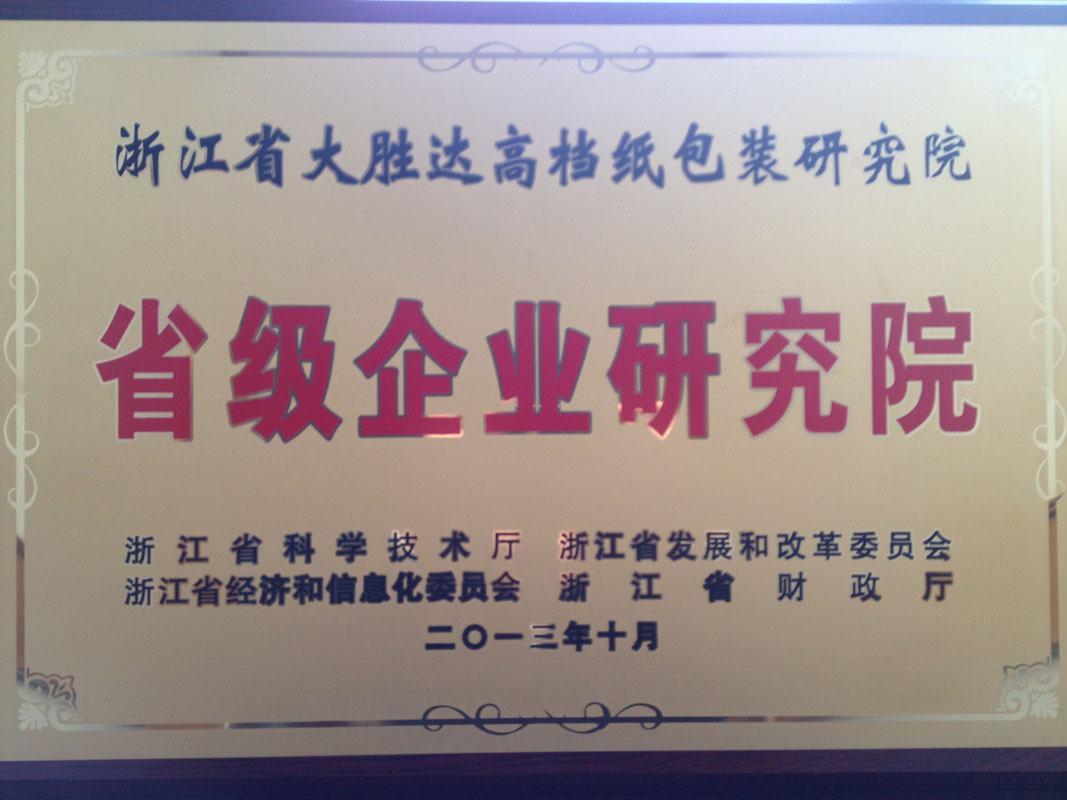 浙江省大胜达高档纸包装研究院
省级企业研究院
浙江省科学技术厅 浙江省发展和改革委员会
浙江省经济和信息化委员会 浙江省财政厅
二〇一三年十月